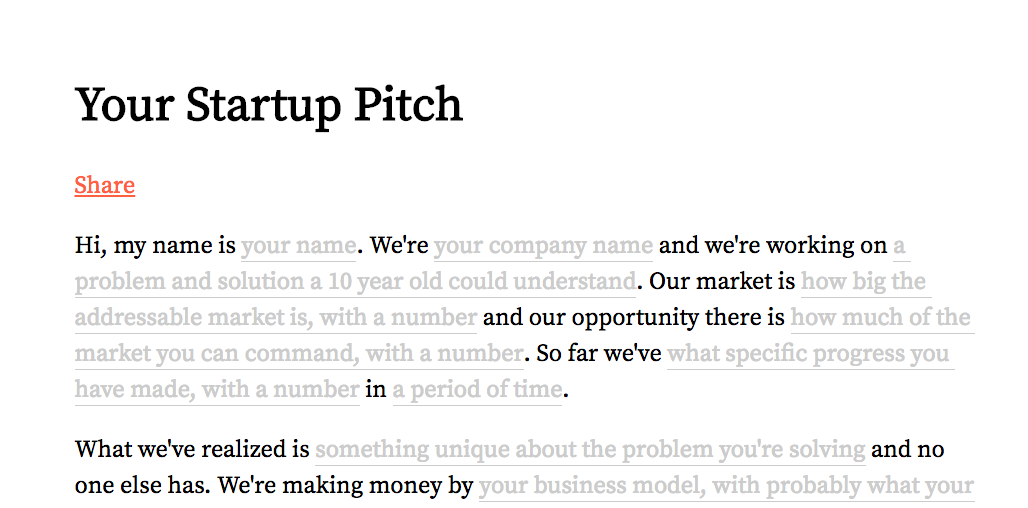 Your Startup Pitch
Share
Hi, my name is your name. We're your company name and we're working on a
problem and solution a 10 year old could understand. Our market is how big the
addressable market is, with a number and our opportunity there is how much of the
market you can command, with a number. So far we've what specific progress you
have made, with a number in a period of time.
What we've realized is something unique about the problem you're solving and no
one else has. We're making money by your business model, with probably what your